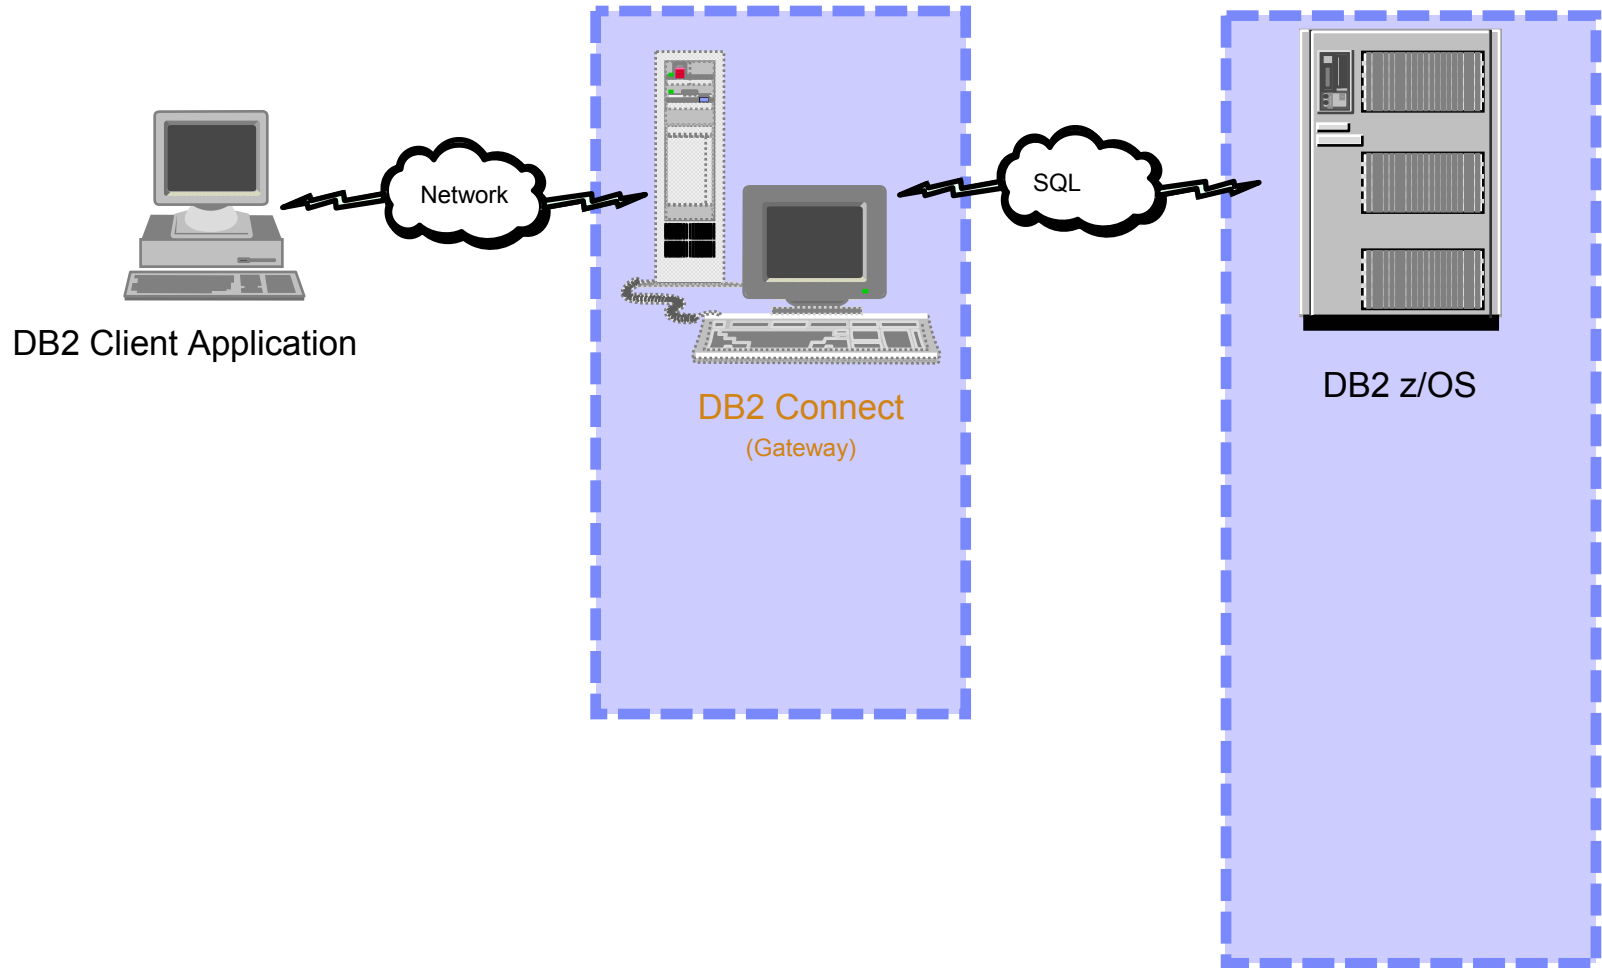 Network
SQL
DB2 Client Application
DB2 Connect
(Gateway)
DB2 z/OS